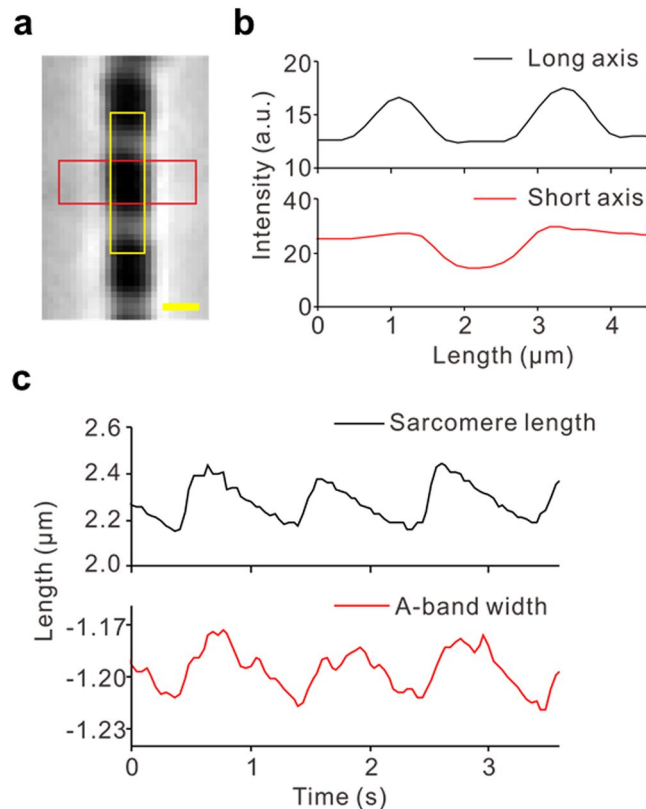 a
b
Long axis
20
15
10
Short axis
40
20
0
Intensity (a.u.)
0 1 2 3 4
Length (μm)
c
Sarcomere length
2.6
2.4
2.2
2.0
A-band width
-1.17
-1.20
-1.23
Length (μm)
0 1 2 3
Time (s)